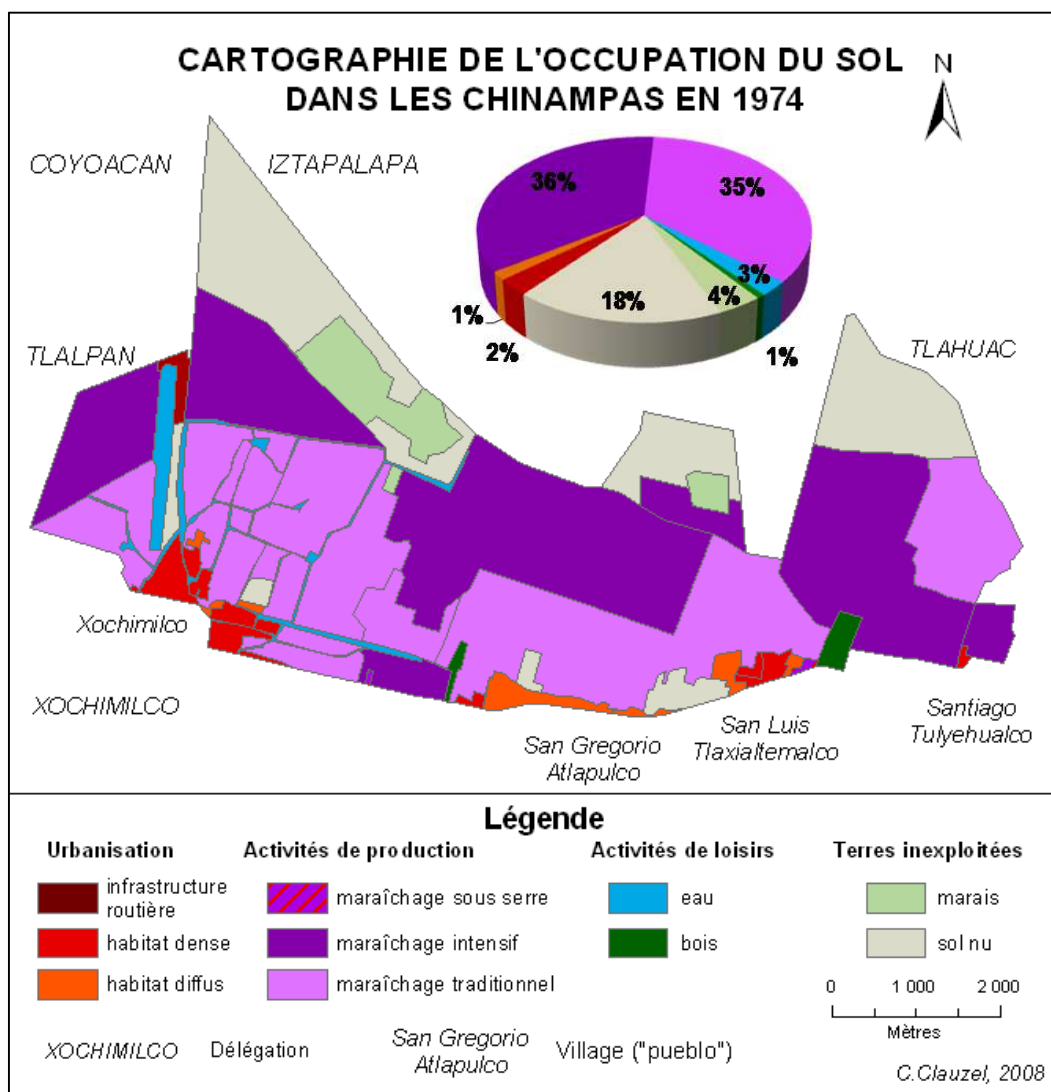 CARTOGRAPHIE DE L'OCCUPATION DU SOL
DANS LES CHINAMPAS EN 1974
N
COYOACAN
IZTAPALAPA
36%
35%
3%
4%
18%
1%
2%
1%
TLALPAN
TLAHUAC
Xochimilco
XOCHIMILCO
San Gregorio
Atlapulco
San Luis
Tlaxialtemalco
Santiago
Tulyehualco
Légende
Urbanisation
infrastructure
routière
habitat dense
habitat diffus
Activités de production
maraîchage sous serre
maraîchage intensif
maraîchage traditionnel
Activités de loisirs
eau
bois
Terres inexploitées
marais
sol nu
0 1 000 2 000
Mètres
XOCHIMILCO Délégation
San Gregorio
Atlapulco
Village ("pueblo")
C.Clauzel, 2008